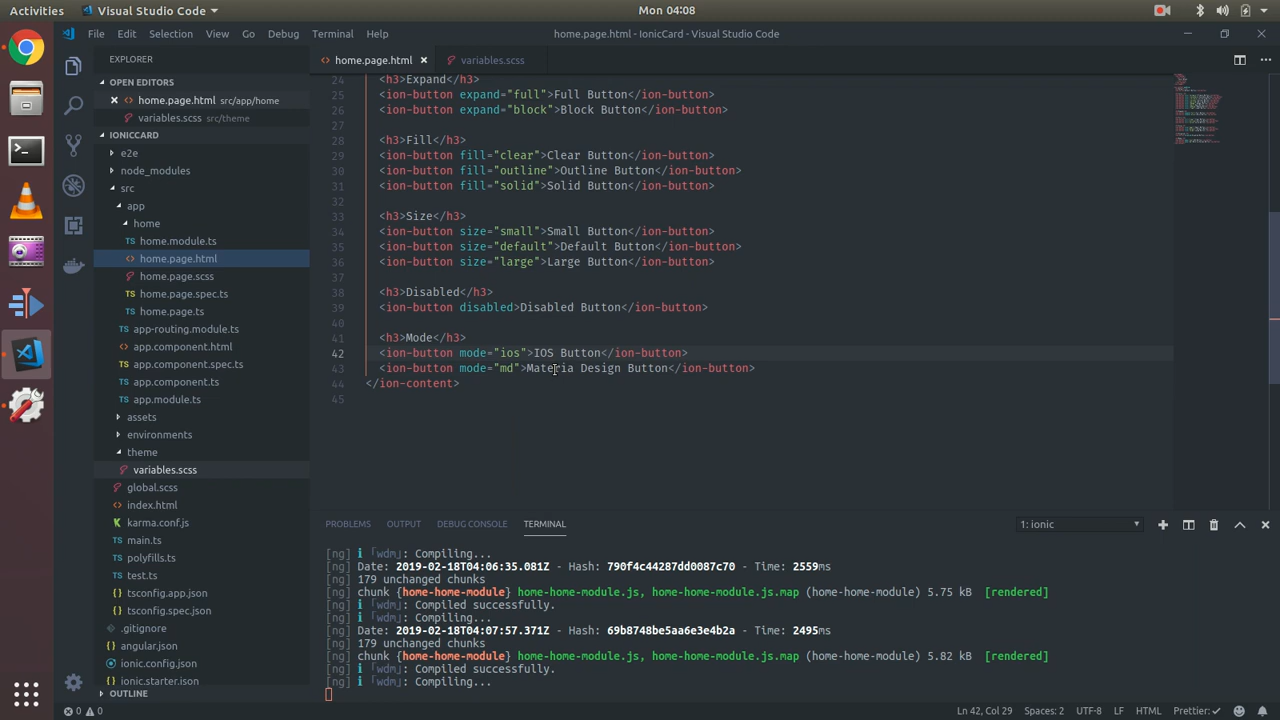 Activities
Visual Studio Code
Mon 04:08
File Edit Selection View Go Debug Terminal Help
home.page.html - IonicCard - Visual Studio Code
EXPLORER
OPEN EDITORS
home.page.html src/app/home
variables.scss src/theme
IONICCARD
e2e
node_modules
src
app
home
home.module.ts
home.page.html
home.page.scss
home.page.spec.ts
home.page.ts
app-routing.module.ts
app.component.html
app.component.spec.ts
app.component.ts
app.module.ts
assets
environments
theme
variables.scss
global.scss
index.html
karma.conf.js
main.ts
polyfills.ts
test.ts
tsconfig.app.json
tsconfig.spec.json
.gitignore
angular.json
ionic.config.json
ionic.starter.json
OUTLINE
home.page.html
variables.scss
24 <h3>Expand</h3>
25 <ion-button expand="full">Full Button</ion-button>
26 <ion-button expand="block">Block Button</ion-button>
27
28 <h3>Fill</h3>
29 <ion-button fill="clear">Clear Button</ion-button>
30 <ion-button fill="outline">Outline Button</ion-button>
31 <ion-button fill="solid">Solid Button</ion-button>
32
33 <h3>Size</h3>
34 <ion-button size="small">Small Button</ion-button>
35 <ion-button size="default">Default Button</ion-button>
36 <ion-button size="large">Large Button</ion-button>
37
38 <h3>Disabled</h3>
39 <ion-button disabled>Disabled Button</ion-button>
40
41 <h3>Mode</h3>
42 <ion-button mode="ios">IOS Button</ion-button>
43 <ion-button mode="md">Materia Design Button</ion-button>
44 </ion-content>
45
PROBLEMS OUTPUT DEBUG CONSOLE TERMINAL
1: ionic
[ng] ℹ ｢wdm｣: Compiling...
[ng] Date: 2019-02-18T04:06:35.081Z - Hash: 790f4c44287dd0087c70 - Time: 2559ms
[ng] 179 unchanged chunks
[ng] chunk {home-home-module} home-home-module.js, home-home-module.js.map (home-home-module) 5.75 kB [rendered]
[ng] ℹ ｢wdm｣: Compiled successfully.
[ng] ℹ ｢wdm｣: Compiling...
[ng] Date: 2019-02-18T04:07:57.371Z - Hash: 69b8748be5aa6e3e4b2a - Time: 2495ms
[ng] 179 unchanged chunks
[ng] chunk {home-home-module} home-home-module.js, home-home-module.js.map (home-home-module) 5.82 kB [rendered]
[ng] ℹ ｢wdm｣: Compiled successfully.
[ng] ℹ ｢wdm｣: Compiling...
0 0
Ln 42, Col 29 Spaces: 2 UTF-8 LF HTML Prettier: ✓